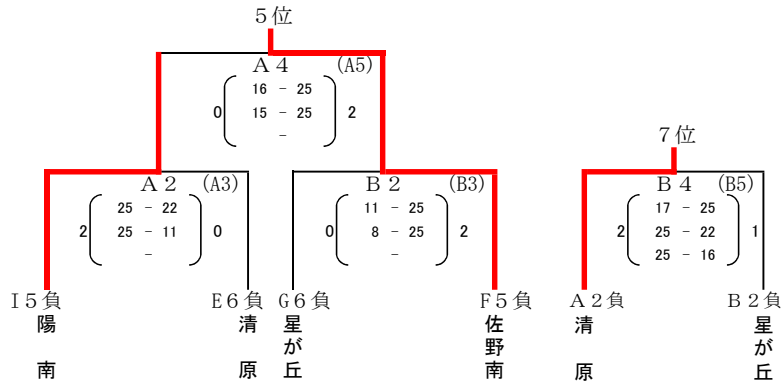 5位
A4 (A5)
16 - 25
0 15 - 25 2
-
7位
A2 (A3) B2 (B3) B4 (B5)
25 - 22 11 - 25 17 - 25
2 25 - 11 0 0 8 - 25 2 2 25 - 22 1
- - 25 - 16
I5負 E6負 G6負 F5負 A2負 B2負
陽南 清原 星が丘 佐野南 清原 星が丘